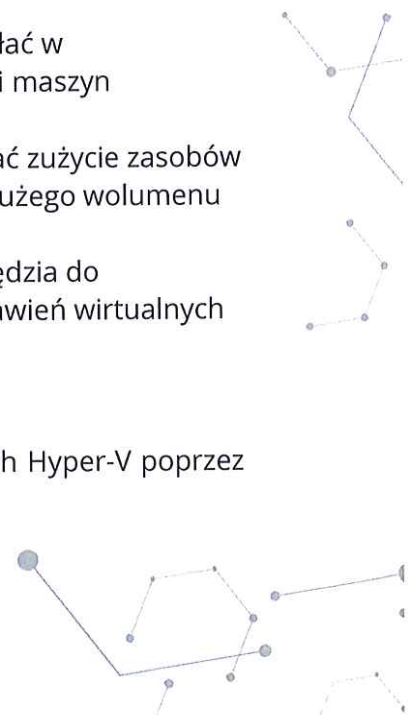 łać w
i maszyn
ać zużycie zasobów
użego wolumenu
ędzia do
wień wirtualnych
h Hyper-V poprzez